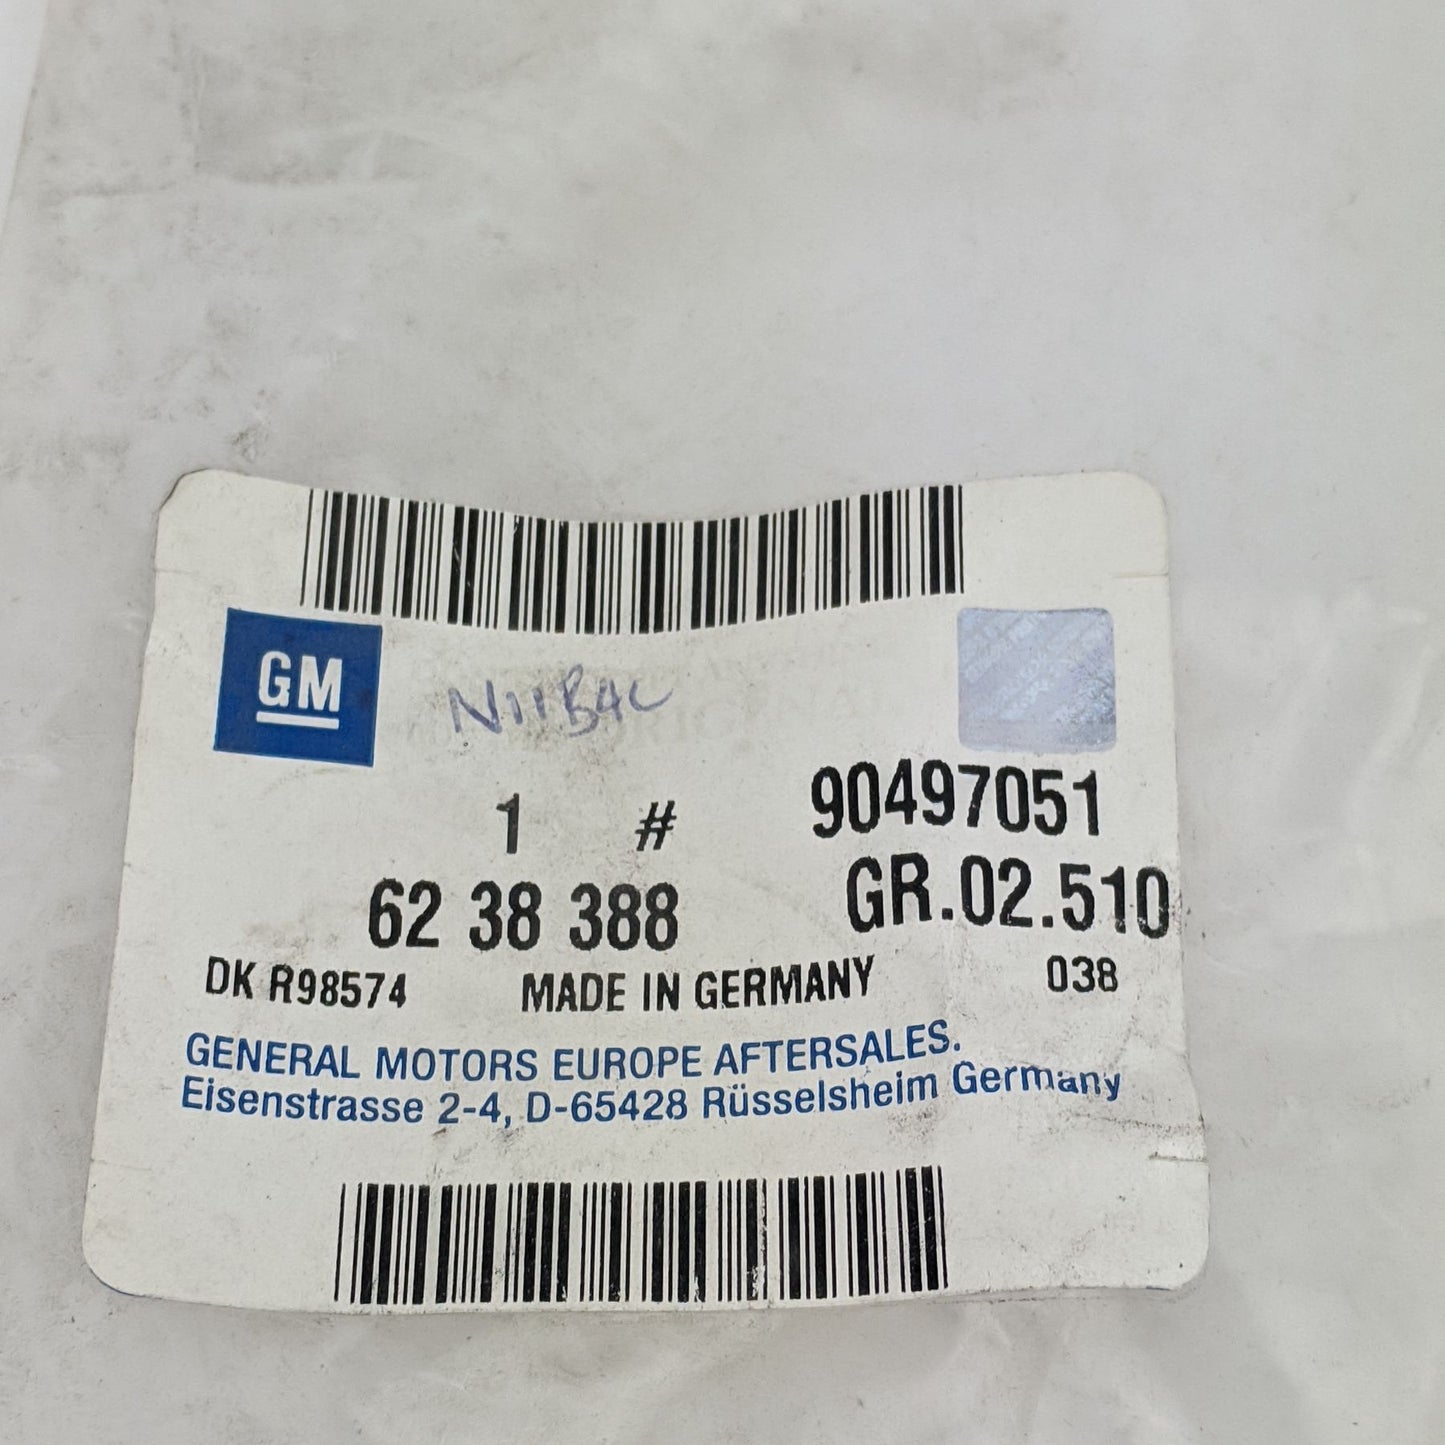 GM
N11B4C
1 # 90497051
62 38 388 GR.02.510
DK R98574 MADE IN GERMANY 038
GENERAL MOTORS EUROPE AFTERSALES.
Eisenstrasse 2-4, D-65428 Rüsselsheim Germany